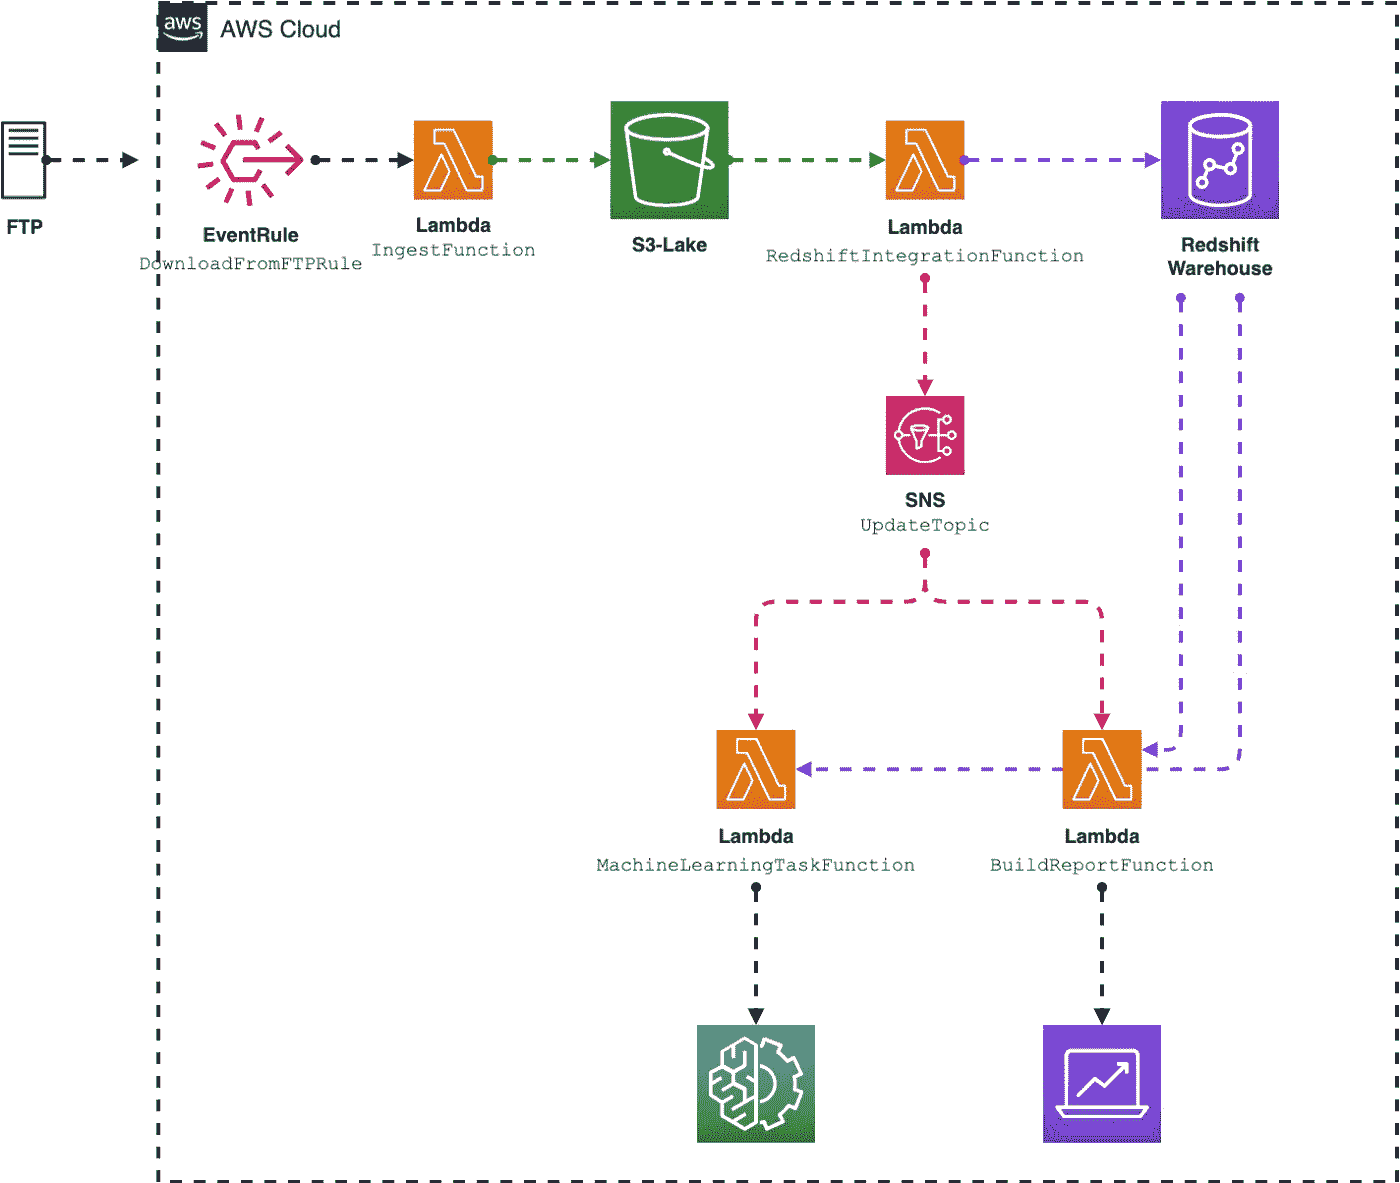 aws
AWS Cloud
FTP
EventRule
DownloadFromFTPRule
Lambda
IngestFunction
S3-Lake
Lambda
RedshiftIntegrationFunction
Redshift
Warehouse
SNS
UpdateTopic
Lambda
MachineLearningTaskFunction
Lambda
BuildReportFunction